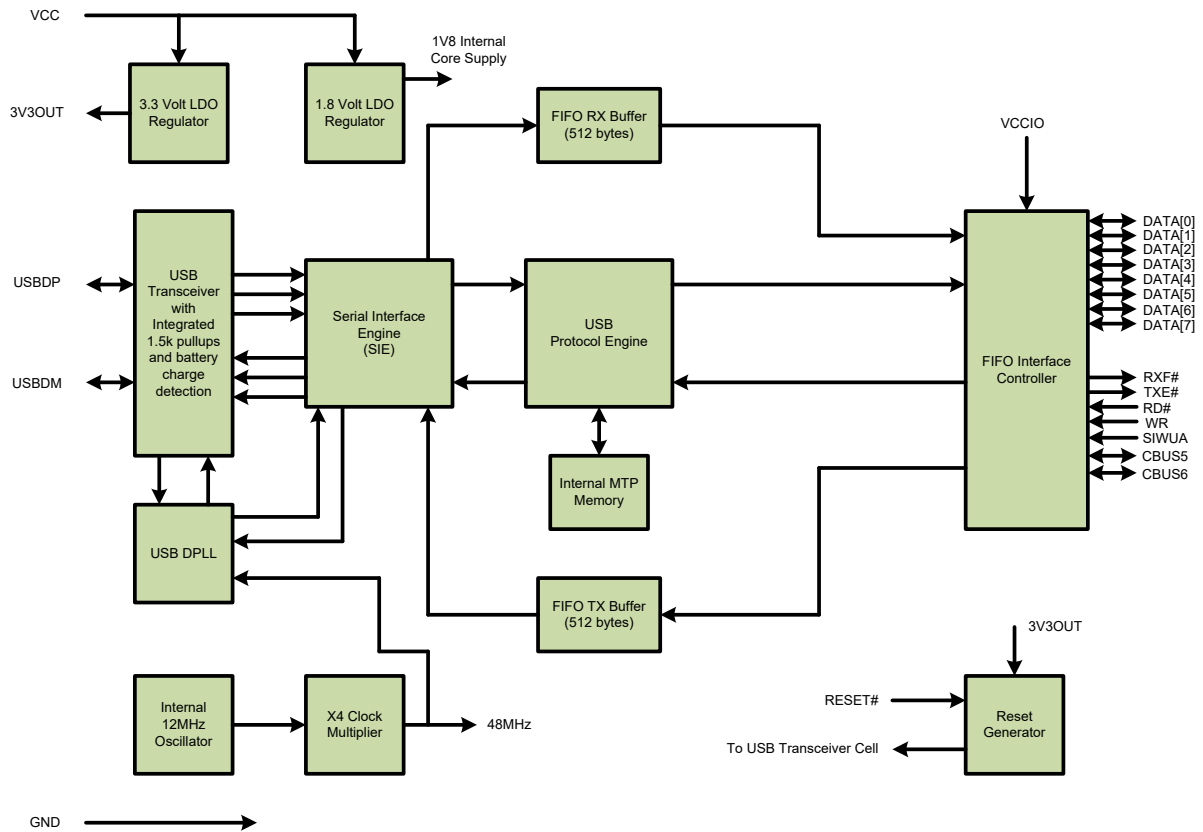 VCC
1V8 Internal
Core Supply
3.3 Volt LDO
Regulator
1.8 Volt LDO
Regulator
3V3OUT
FIFO RX Buffer
(512 bytes)
VCCIO
USBDP
USBDM
USB
Transceiver
with
Integrated
1.5k pullups
and battery
charge
detection
Serial Interface
Engine
(SIE)
USB
Protocol Engine
FIFO Interface
Controller
DATA[0]
DATA[1]
DATA[2]
DATA[3]
DATA[4]
DATA[5]
DATA[6]
DATA[7]
RXF#
TXE#
RD#
WR
SIWUA
CBUS5
CBUS6
Internal MTP
Memory
USB DPLL
FIFO TX Buffer
(512 bytes)
Internal
12MHz
Oscillator
X4 Clock
Multiplier
48MHz
3V3OUT
RESET#
Reset
Generator
To USB Transceiver Cell
GND